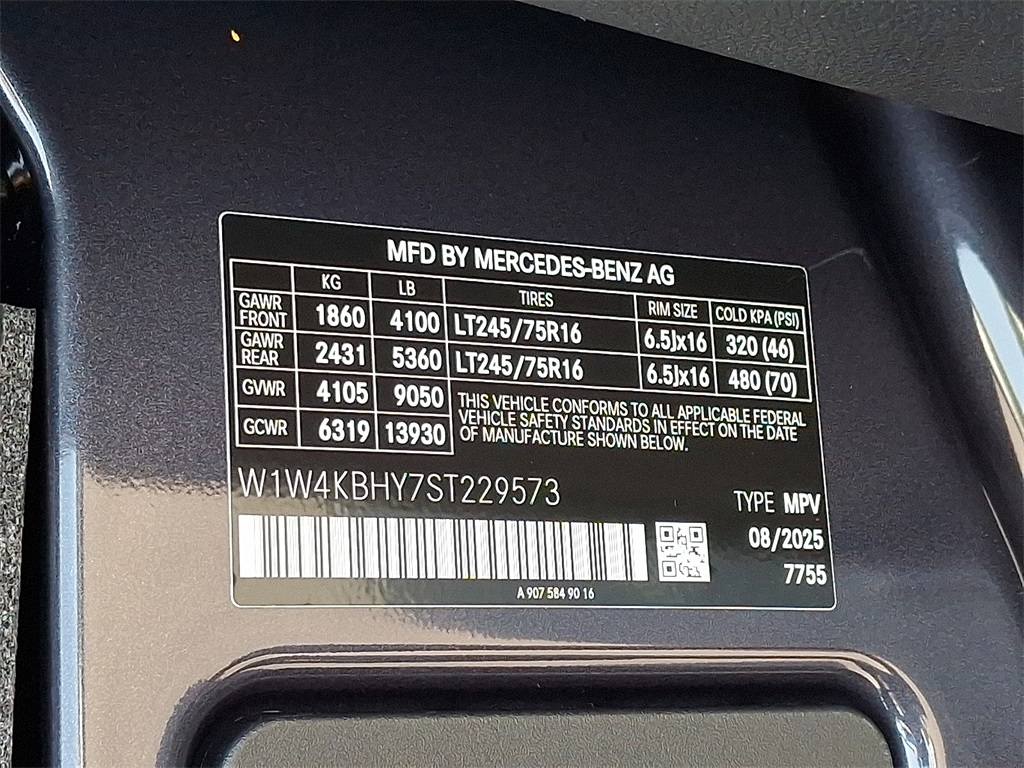 MFD BY MERCEDES-BENZ AG
KG LB TIRES RIM SIZE COLD KPA (PSI)
GAWR FRONT 1860 4100 LT245/75R16 6.5Jx16 320 (46)
GAWR REAR 2431 5360 LT245/75R16 6.5Jx16 480 (70)
GVWR 4105 9050
GCWR 6319 13930
THIS VEHICLE CONFORMS TO ALL APPLICABLE FEDERAL
VEHICLE SAFETY STANDARDS IN EFFECT ON THE DATE
OF MANUFACTURE SHOWN BELOW.
W1W4KBHY7ST229573
TYPE MPV
08/2025
7755
A 907 584 90 16